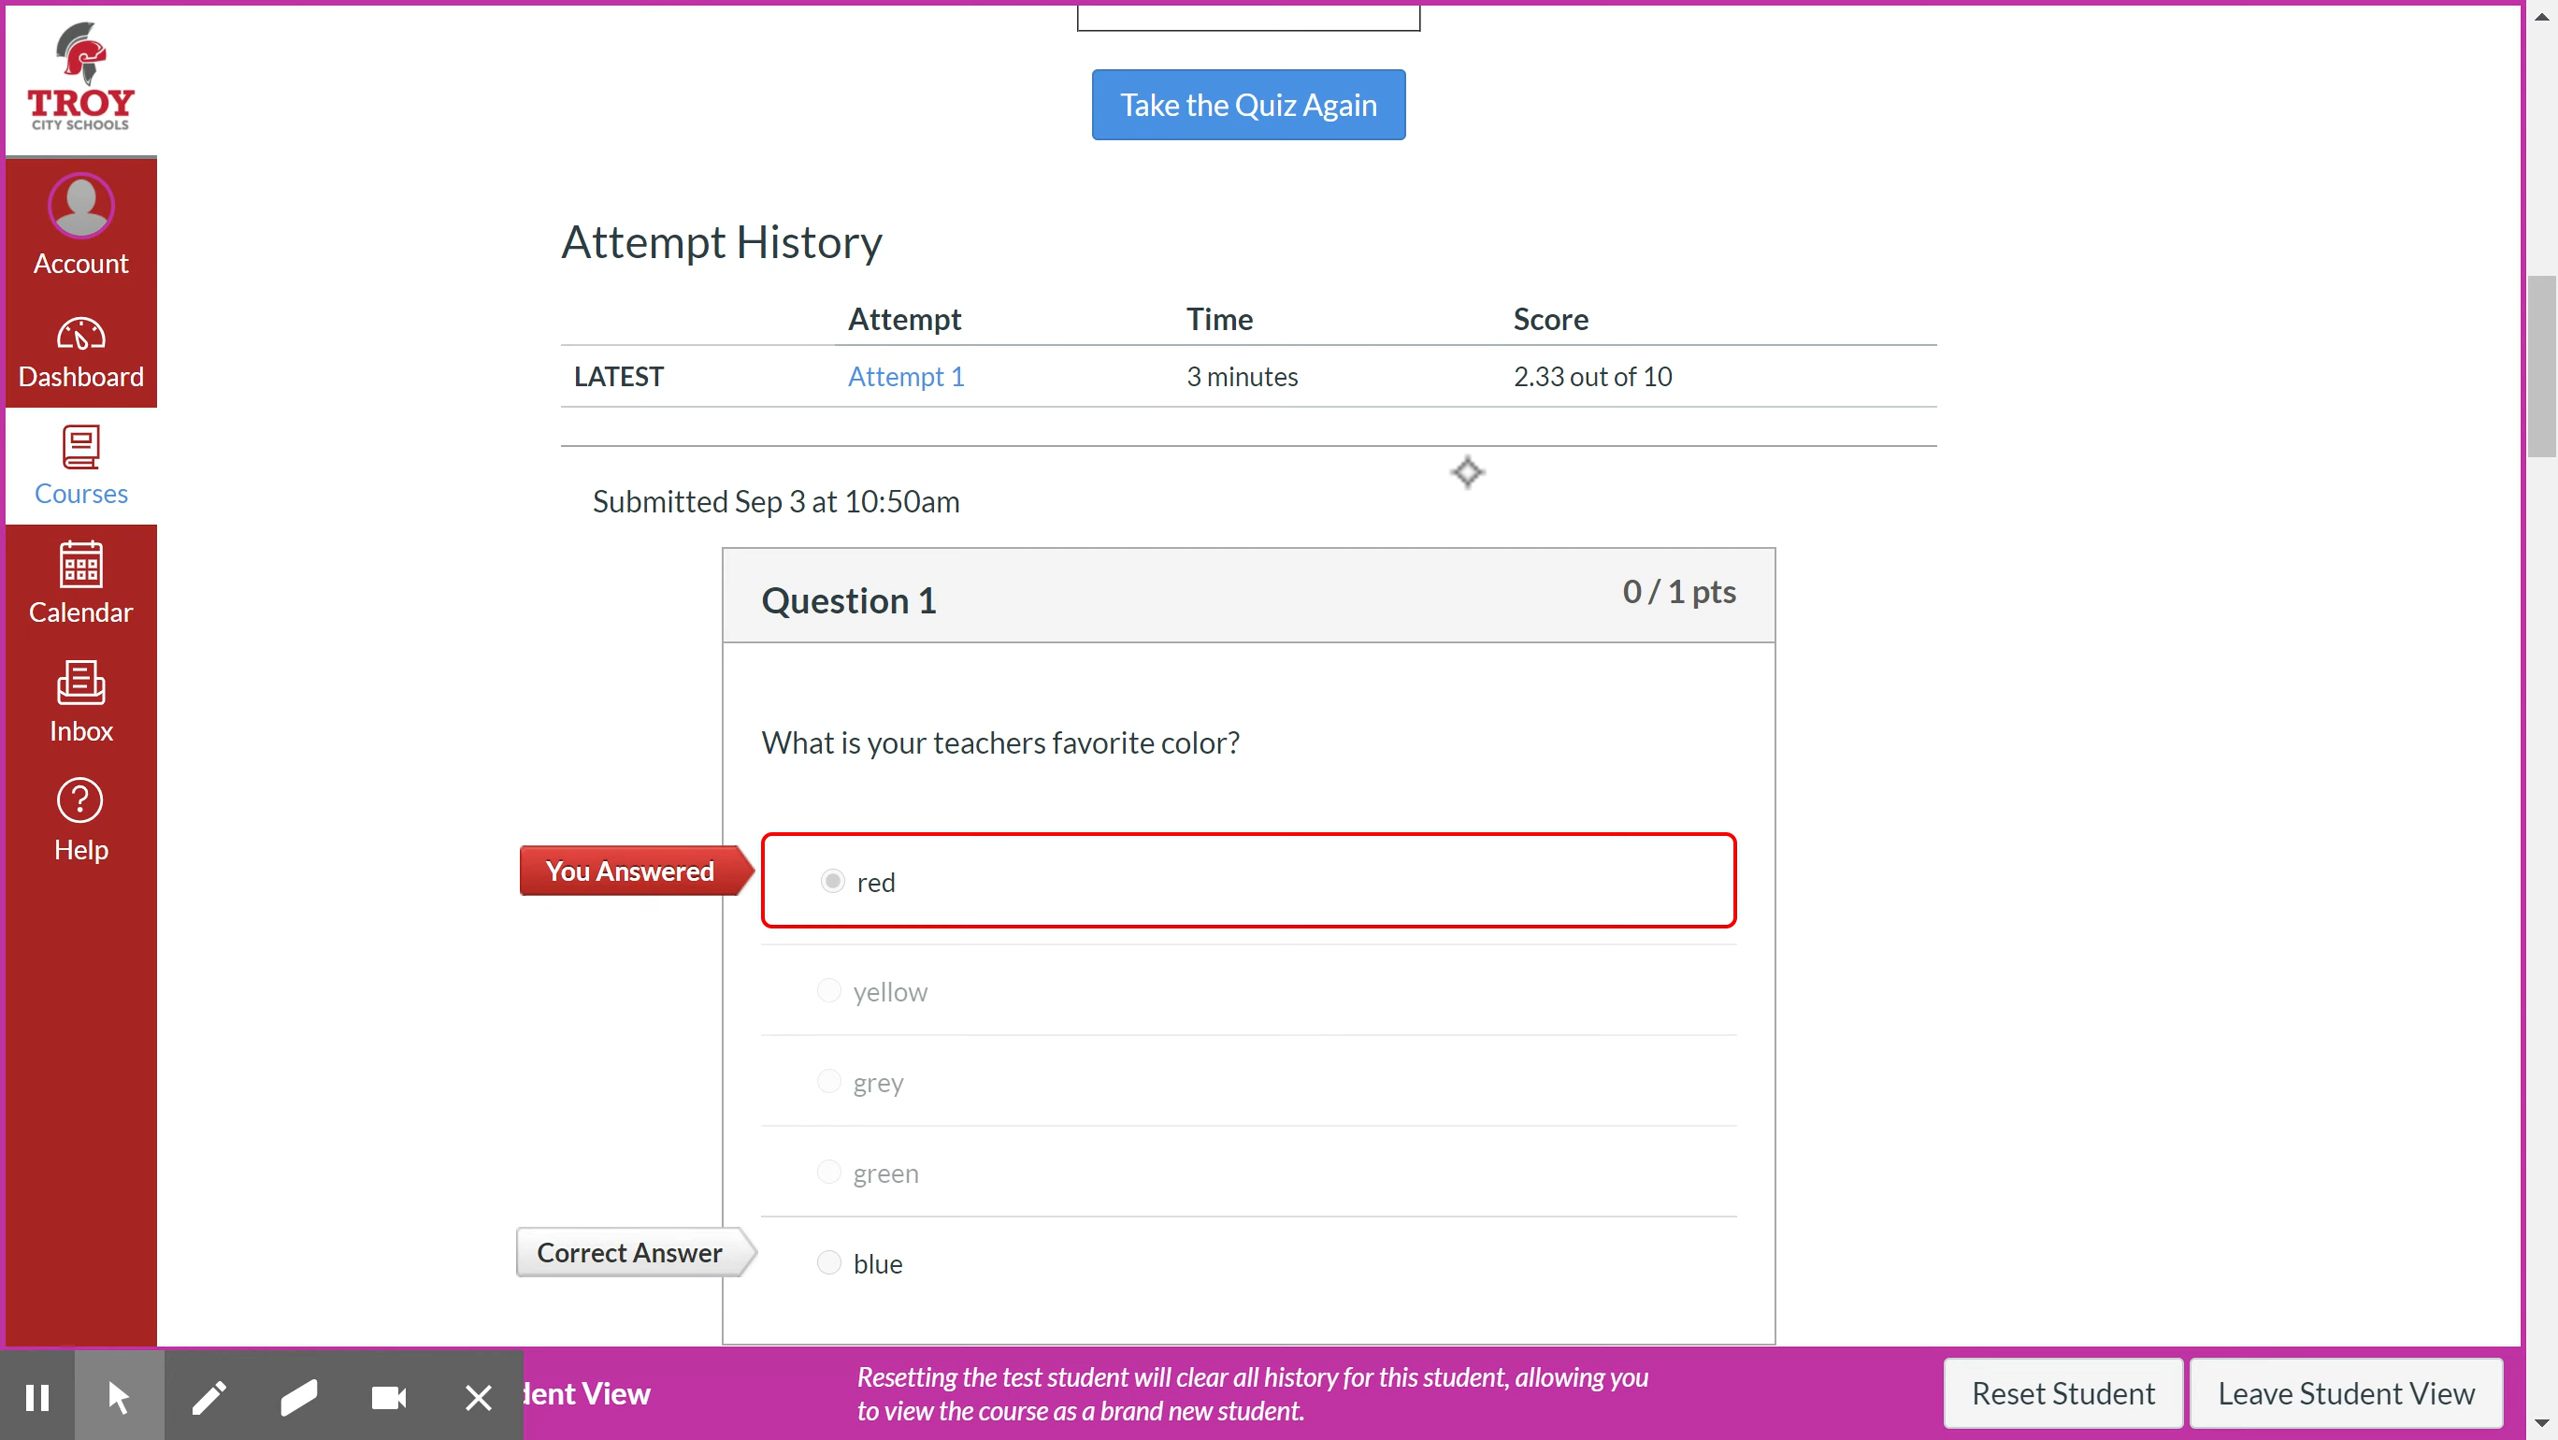 Take the Quiz Again
TROY
CITY SCHOOLS
Account
Dashboard
Courses
Calendar
Inbox
Help
Attempt History
Attempt Time Score
LATEST Attempt 1 3 minutes 2.33 out of 10
Submitted Sep 3 at 10:50am
Question 1 0 / 1 pts
What is your teachers favorite color?
You Answered red
yellow
grey
green
Correct Answer blue
dent View
Resetting the test student will clear all history for this student, allowing you
to view the course as a brand new student.
Reset Student
Leave Student View